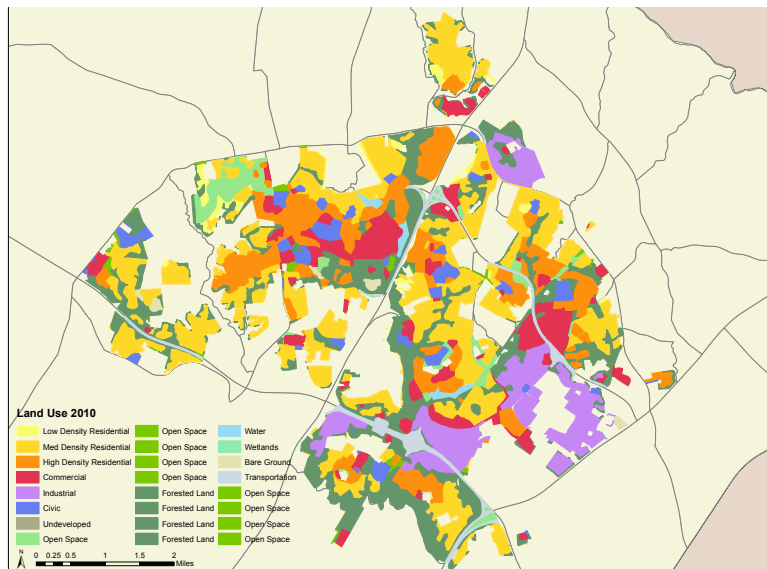 Land Use 2010
Low Density Residential
Med Density Residential
High Density Residential
Commercial
Industrial
Civic
Undeveloped
Open Space
Open Space
Open Space
Open Space
Open Space
Forested Land
Forested Land
Forested Land
Forested Land
Water
Wetlands
Bare Ground
Transportation
Open Space
Open Space
Open Space
Open Space
N
0 0.25 0.5 1 1.5 2
Miles